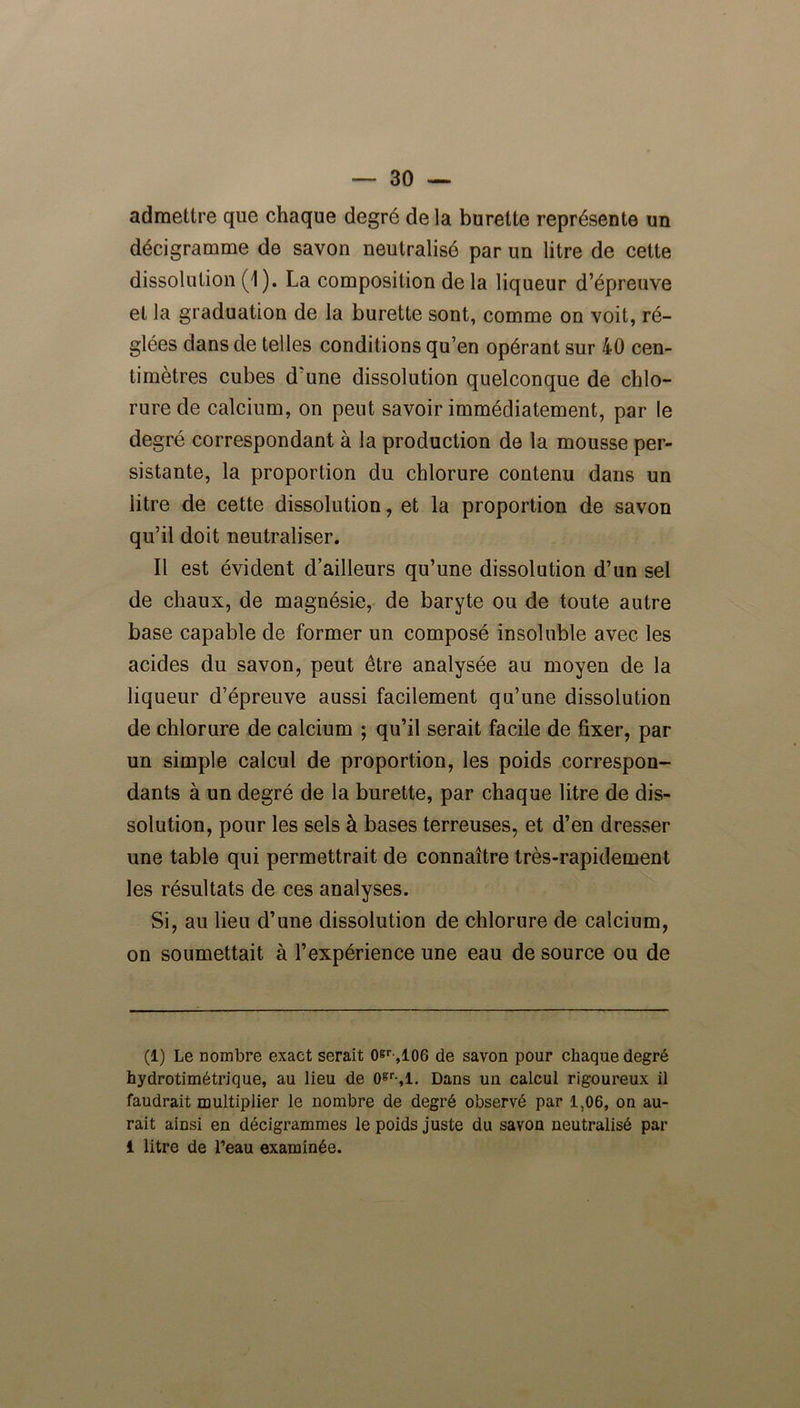 — 30 —
admettre que chaque degré de la burette représente un
décigramme de savon neutralisé par un litre de cette
dissolution (1). La composition de la liqueur d'épreuve
et la graduation de la burette sont, comme on voit, ré-
glées dans de telles conditions qu'en opérant sur 40 cen-
timètres cubes d'une dissolution quelconque de chlo-
rure de calcium, on peut savoir immédiatement, par le
degré correspondant à la production de la mousse per-
sistante, la proportion du chlorure contenu dans un
litre de cette dissolution, et la proportion de savon
qu'il doit neutraliser.
Il est évident d'ailleurs qu'une dissolution d'un sel
de chaux, de magnésie, de baryte ou de toute autre
base capable de former un composé insoluble avec les
acides du savon, peut être analysée au moyen de la
liqueur d'épreuve aussi facilement qu'une dissolution
de chlorure de calcium ; qu'il serait facile de fixer, par
un simple calcul de proportion, les poids correspon-
dants à un degré de la burette, par chaque litre de dis-
solution, pour les sels à bases terreuses, et d'en dresser
une table qui permettrait de connaître très-rapidement
les résultats de ces analyses.
Si, au lieu d'une dissolution de chlorure de calcium,
on soumettait à l'expérience une eau de source ou de
(1) Le nombre exact serait 0gr.,106 de savon pour chaque degré
hydrotimétrique, au lieu de 0gr.,1. Dans un calcul rigoureux il
faudrait multiplier le nombre de degré observé par 1,06, on au-
rait ainsi en décigrammes le poids juste du savon neutralisé par
1 litre de l'eau examinée.